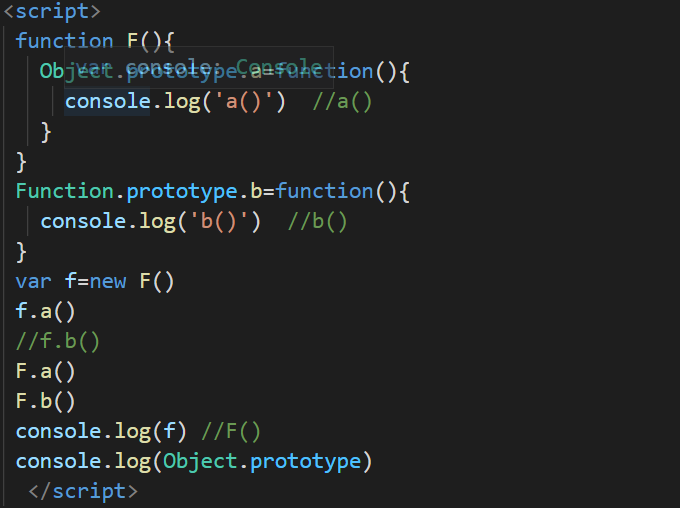 <script>
function F(){
Object.prototype.a=function(){
var console: Console
console.log('a()')  //a()
}
}
Function.prototype.b=function(){
console.log('b()')  //b()
}
var f=new F()
f.a()
//f.b()
F.a()
F.b()
console.log(f) //F()
console.log(Object.prototype)
</script>